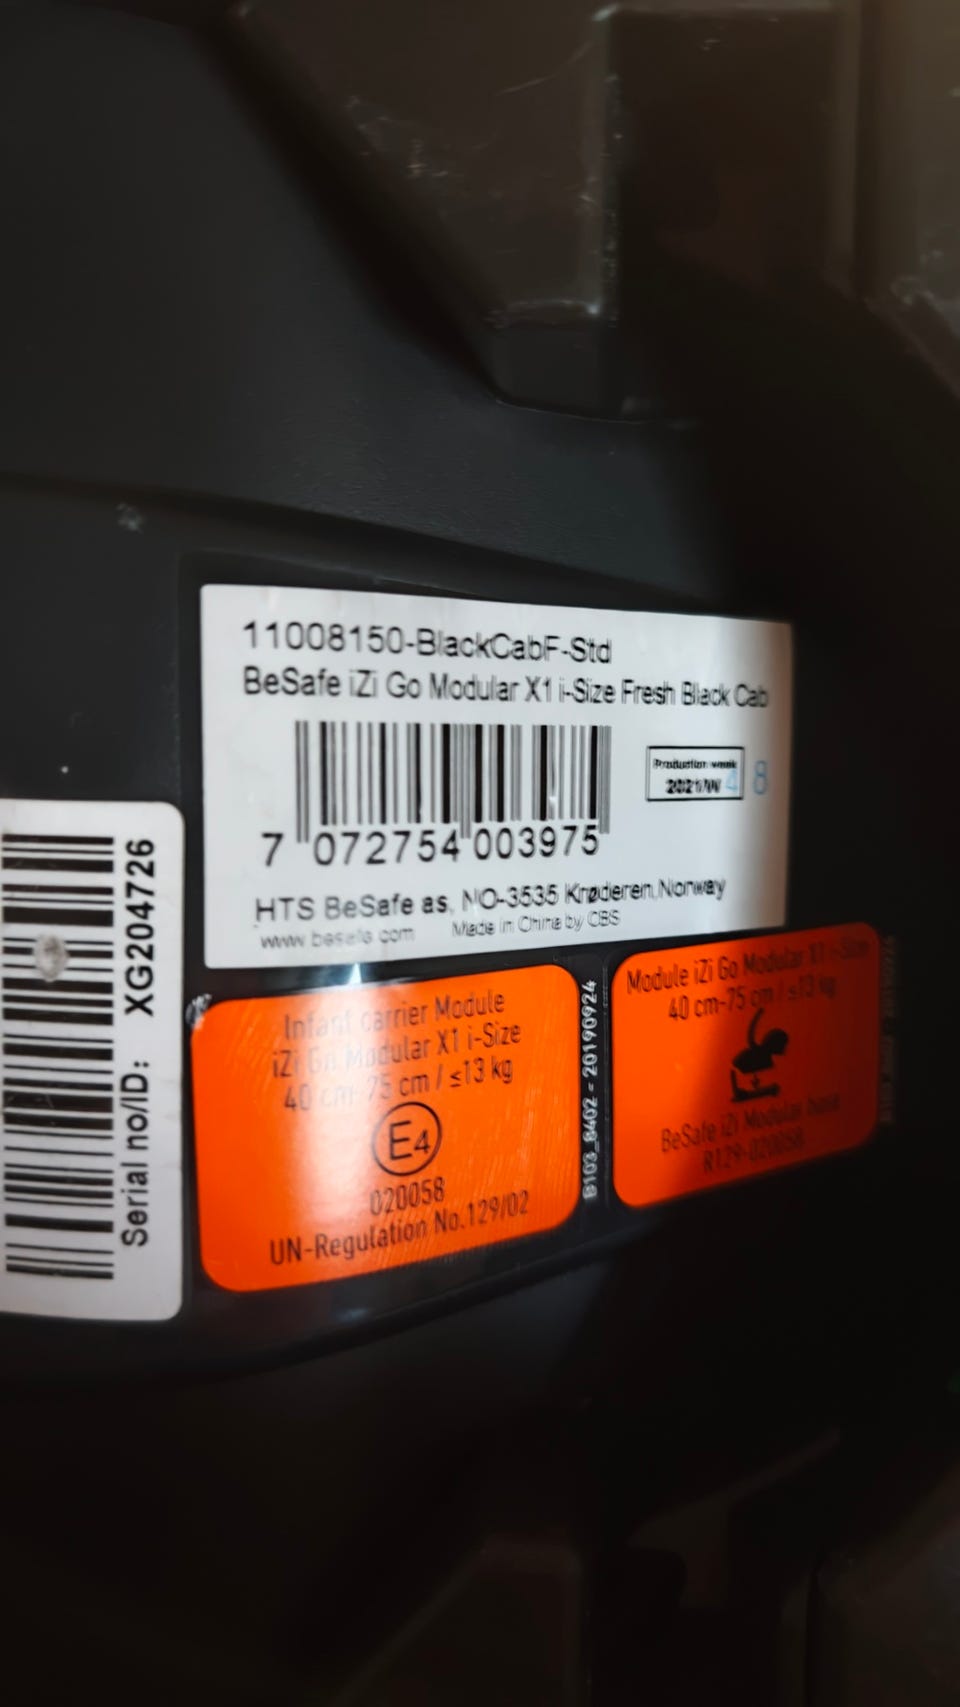 11008150-BlackCabF-Std
BeSafe iZi Go Modular X1 i-Size Fresh Black Cab
Production week
2021/W 48
7 072754 003975
HTS BeSafe as, NO-3535 Krøderen, Norway
www.besafe.com Made in China by CBS
Serial no/ID: XG204726
Infant carrier Module
iZi Go Modular X1 i-Size
40 cm-75 cm / ≤13 kg
E4
020058
UN-Regulation No.129/02
B103_8402 - 20190924
Module iZi Go Modular X1 i-Size
40 cm-75 cm / ≤13 kg
BeSafe iZi Modular base
R129-020058